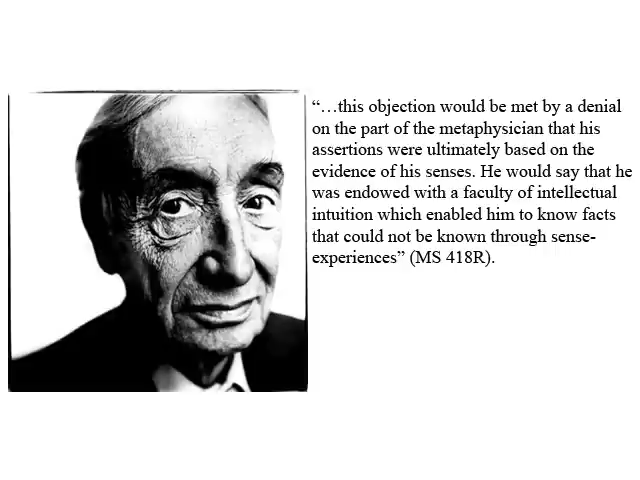 “…this objection would be met by a denial
on the part of the metaphysician that his
assertions were ultimately based on the
evidence of his senses. He would say that he
was endowed with a faculty of intellectual
intuition which enabled him to know facts
that could not be known through sense-
experiences” (MS 418R).